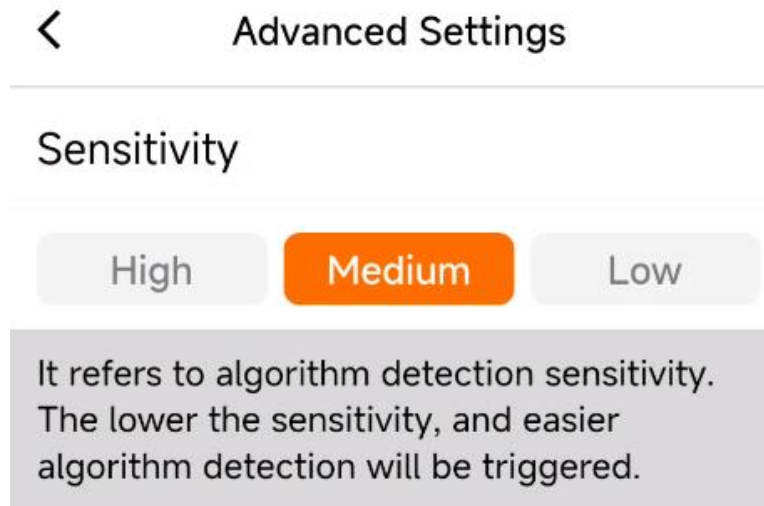 Advanced Settings
Sensitivity
High Medium Low
It refers to algorithm detection sensitivity.
The lower the sensitivity, and easier
algorithm detection will be triggered.